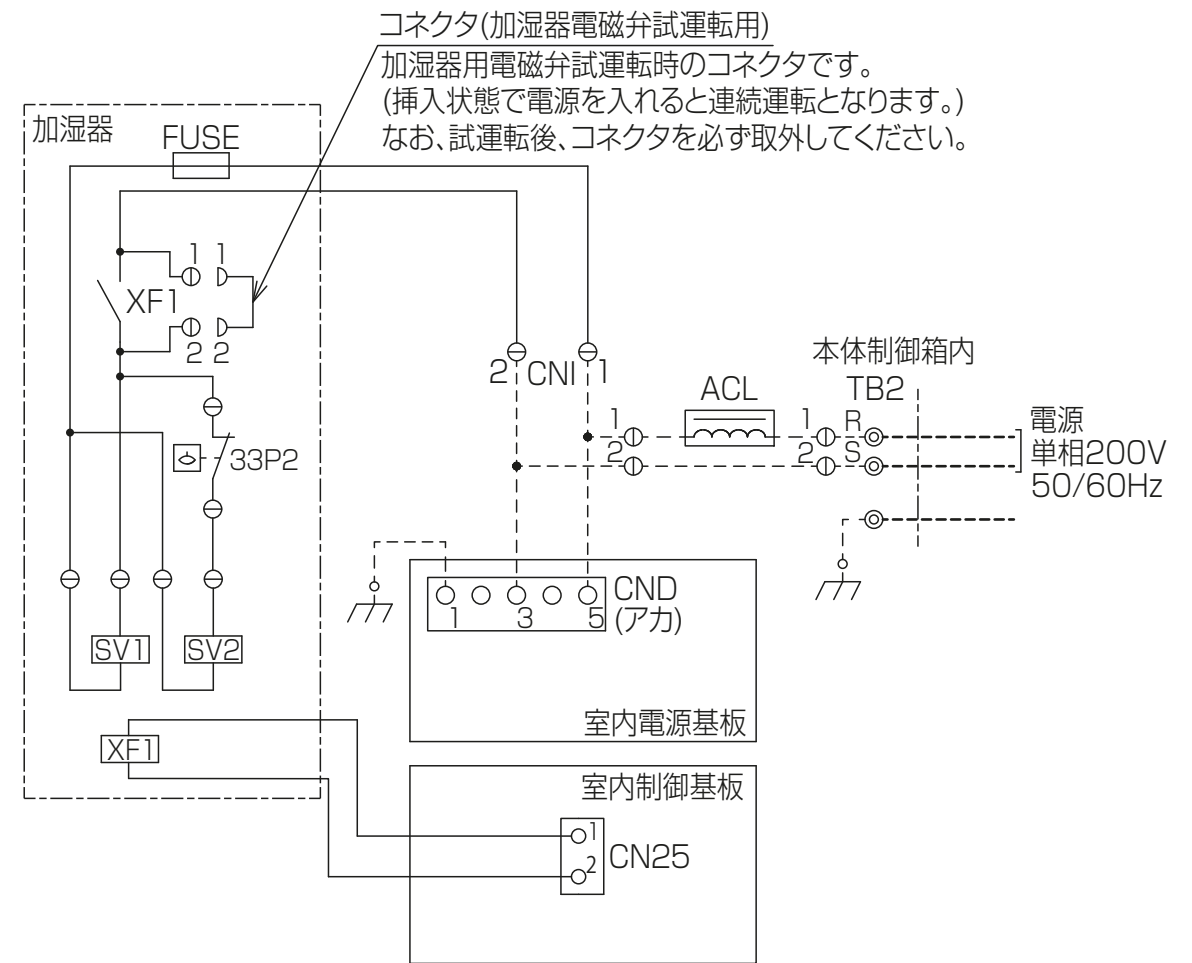 コネクタ(加湿器電磁弁試運転用)
加湿器用電磁弁試運転時のコネクタです。
(挿入状態で電源を入れると連続運転となります。)
なお、試運転後、コネクタを必ず取外してください。
加湿器
FUSE
1 1
XF1
2 2
2 CN1 1
33P2
本体制御箱内
ACL
TB2
1
1 R
2
2 S
電源
単相200V
50/60Hz
CND
1 3 5 (アカ)
SV1 SV2
室内電源基板
XF1
室内制御基板
1
2
CN25